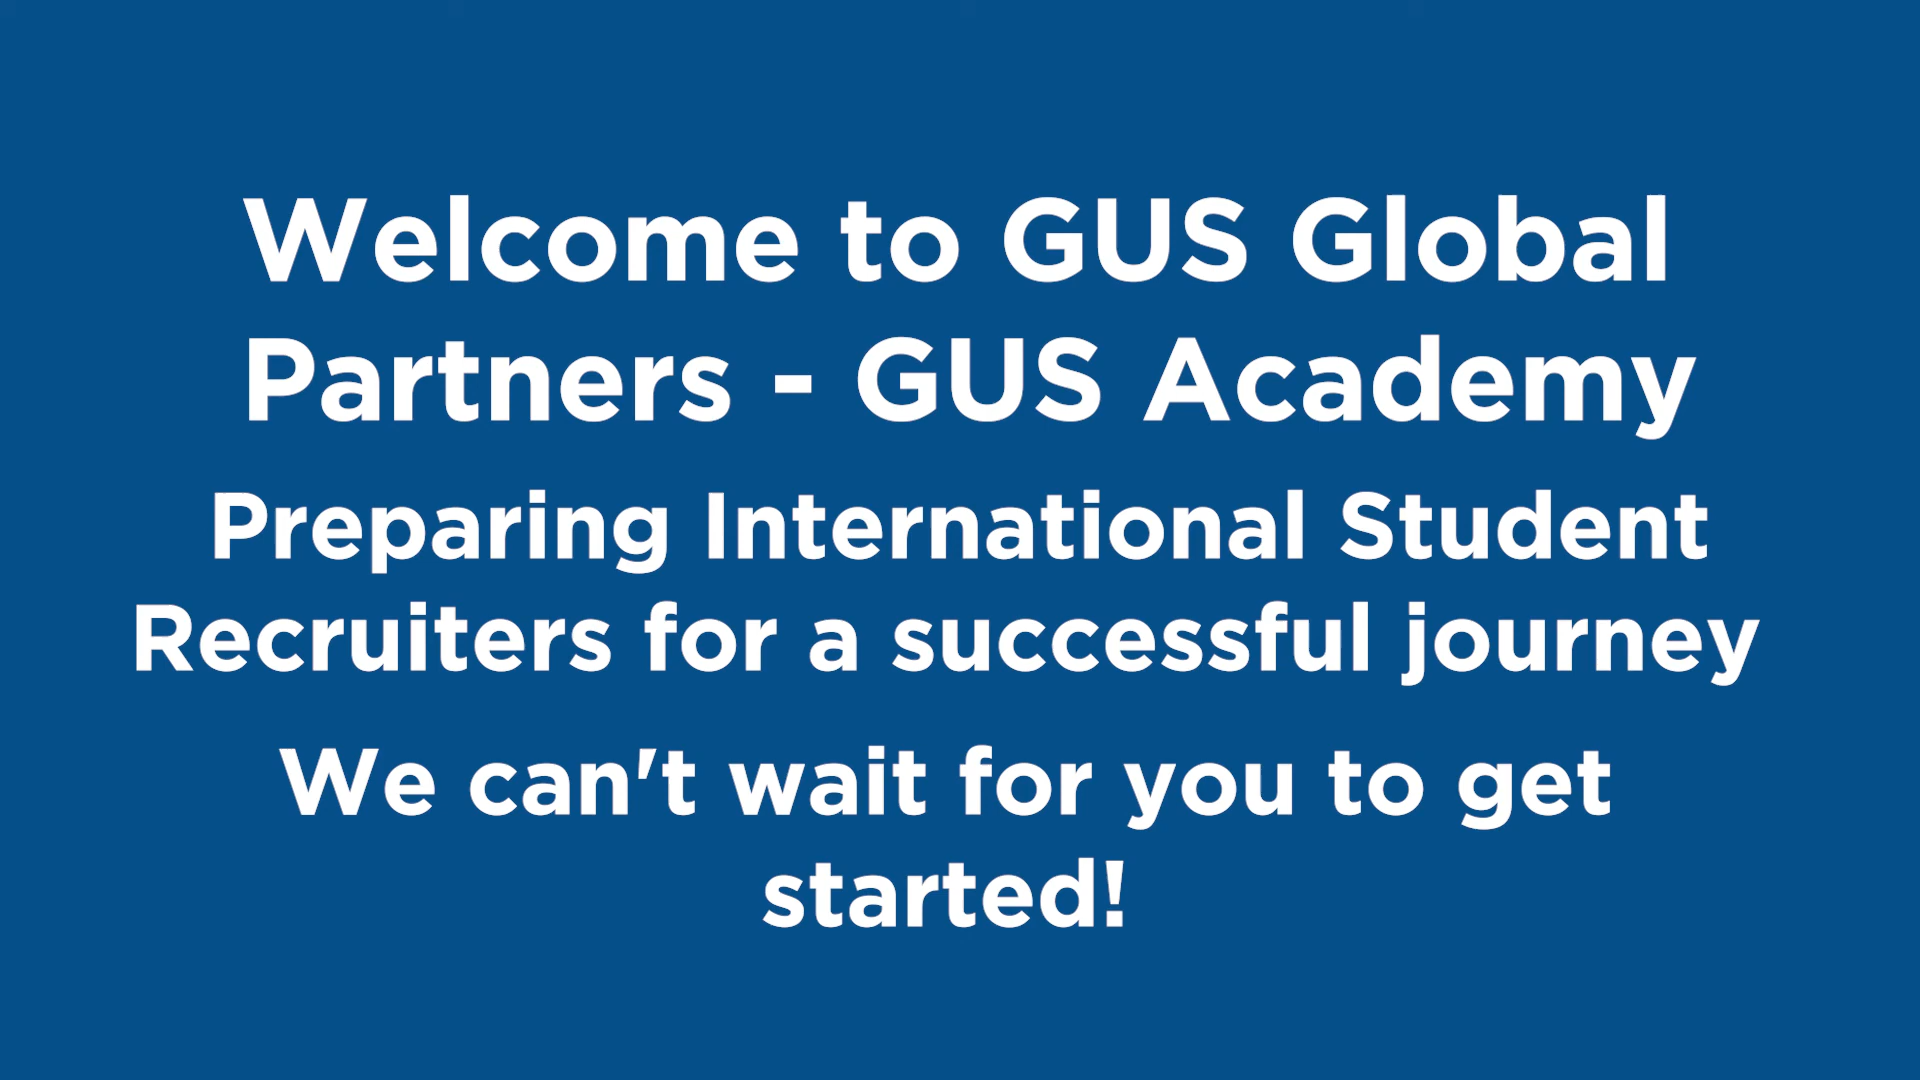 Welcome to GUS Global
Partners - GUS Academy
Preparing International Student
Recruiters for a successful journey
We can't wait for you to get
started!